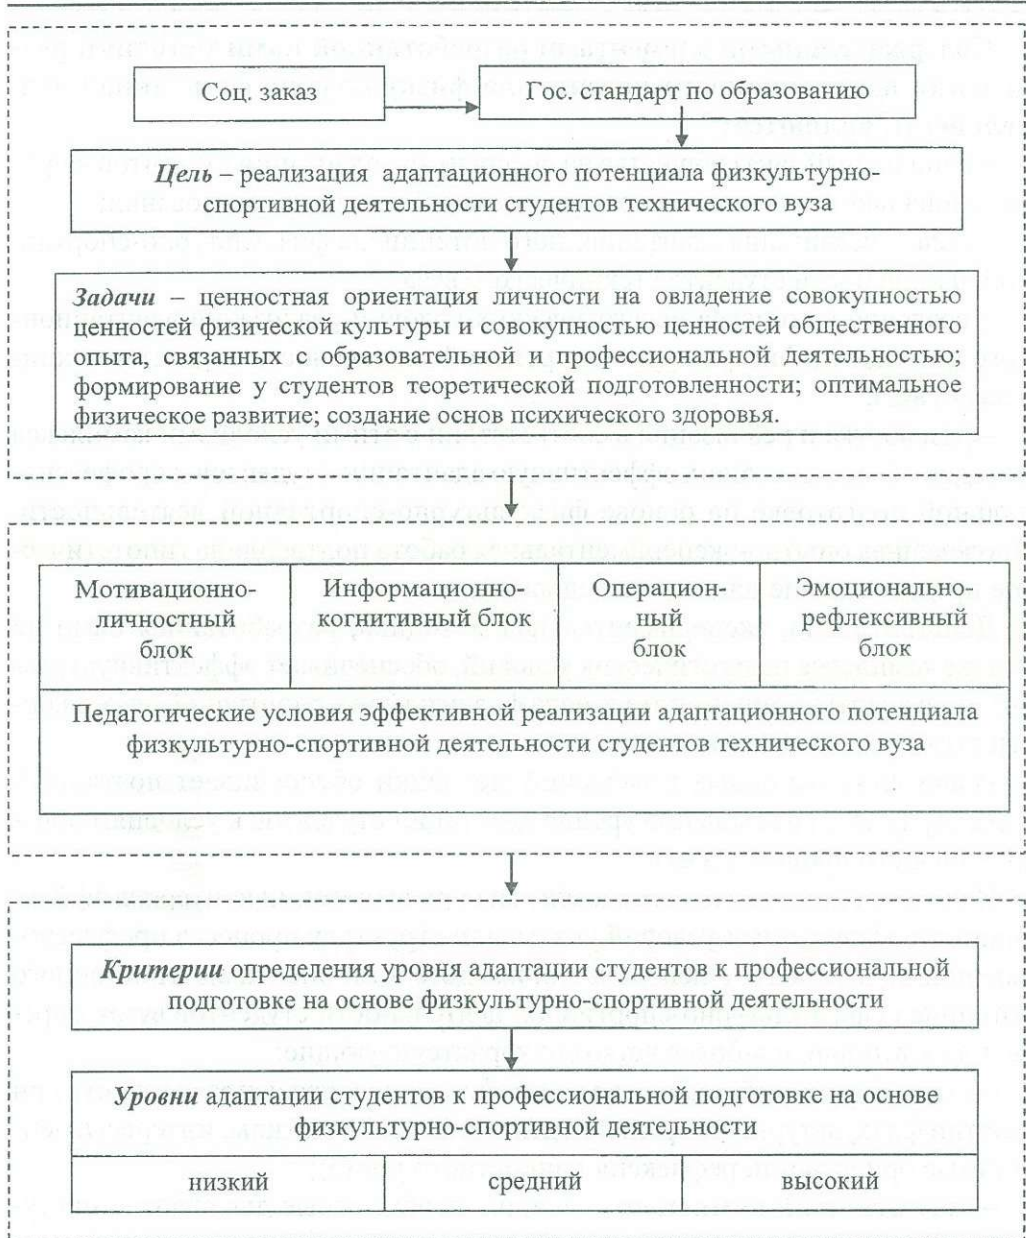 Соц. заказ
Гос. стандарт по образованию
Цель – реализация адаптационного потенциала физкультурно-
спортивной деятельности студентов технического вуза
Задачи – ценностная ориентация личности на овладение совокупностью
ценностей физической культуры и совокупностью ценностей общественного
опыта, связанных с образовательной и профессиональной деятельностью;
формирование у студентов теоретической подготовленности; оптимальное
физическое развитие; создание основ психического здоровья.
Мотивационно-
личностный
блок
Информационно-
когнитивный блок
Операцион-
ный
блок
Эмоционально-
рефлексивный
блок
Педагогические условия эффективной реализации адаптационного потенциала
физкультурно-спортивной деятельности студентов технического вуза
Критерии определения уровня адаптации студентов к профессиональной
подготовке на основе физкультурно-спортивной деятельности
Уровни адаптации студентов к профессиональной подготовке на основе
физкультурно-спортивной деятельности
низкий
средний
высокий